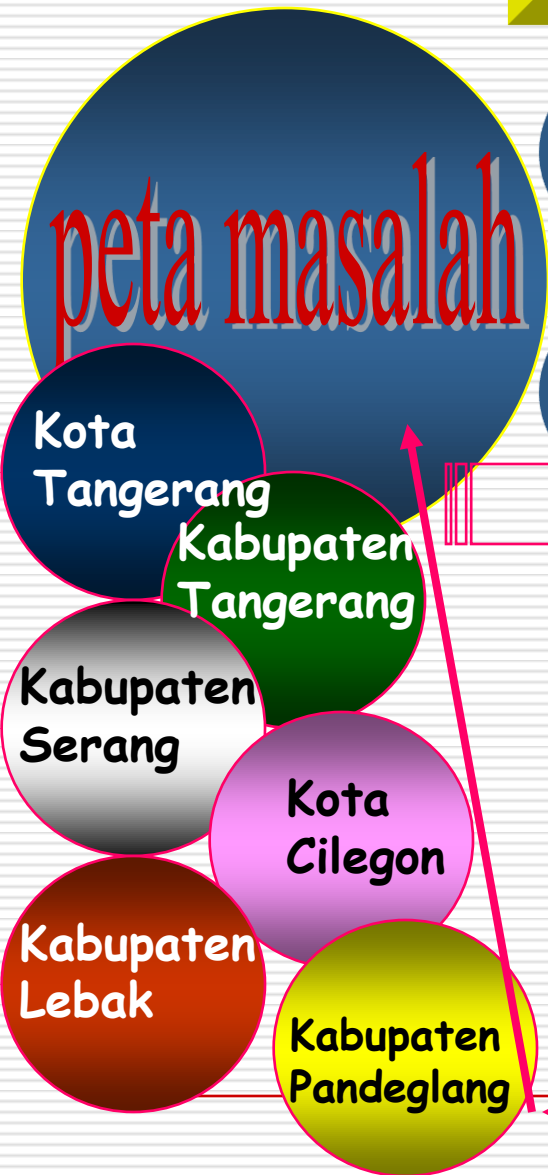 peta masalah
Kota
Tangerang
Kabupaten
Tangerang
Kabupaten
Serang
Kota
Cilegon
Kabupaten
Lebak
Kabupaten
Pandeglang